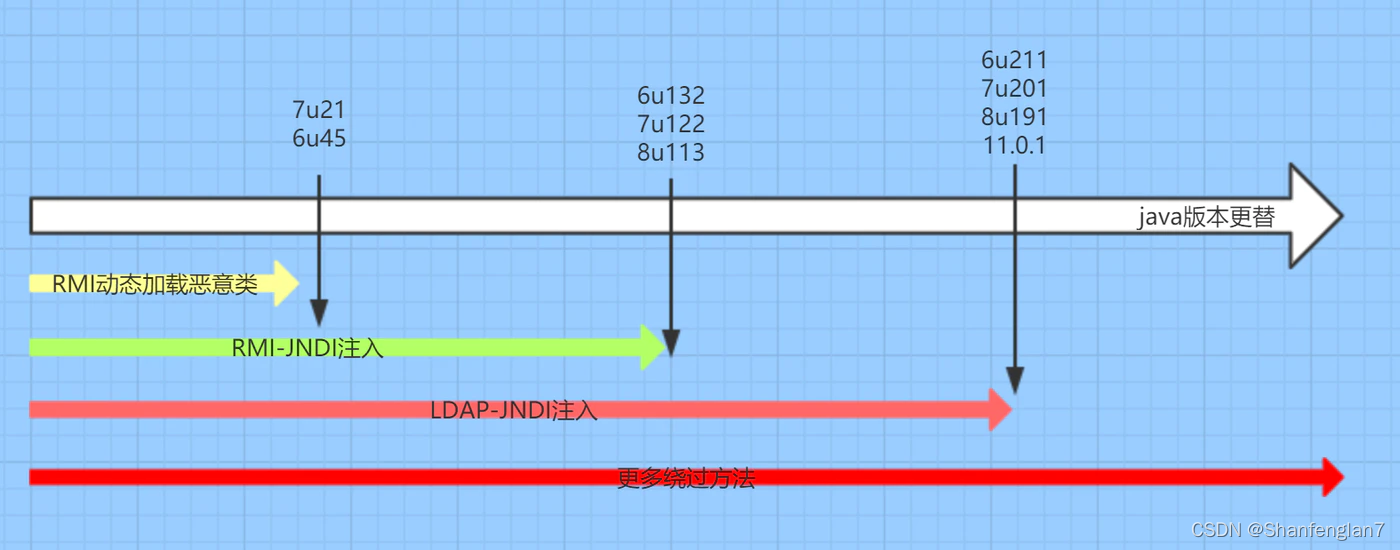 7u21
6u45
6u132
7u122
8u113
6u211
7u201
8u191
11.0.1
java版本更替
RMI动态加载恶意类
RMI-JNDI注入
LDAP-JNDI注入
更多绕过方法
CSDN @Shanfenglan7